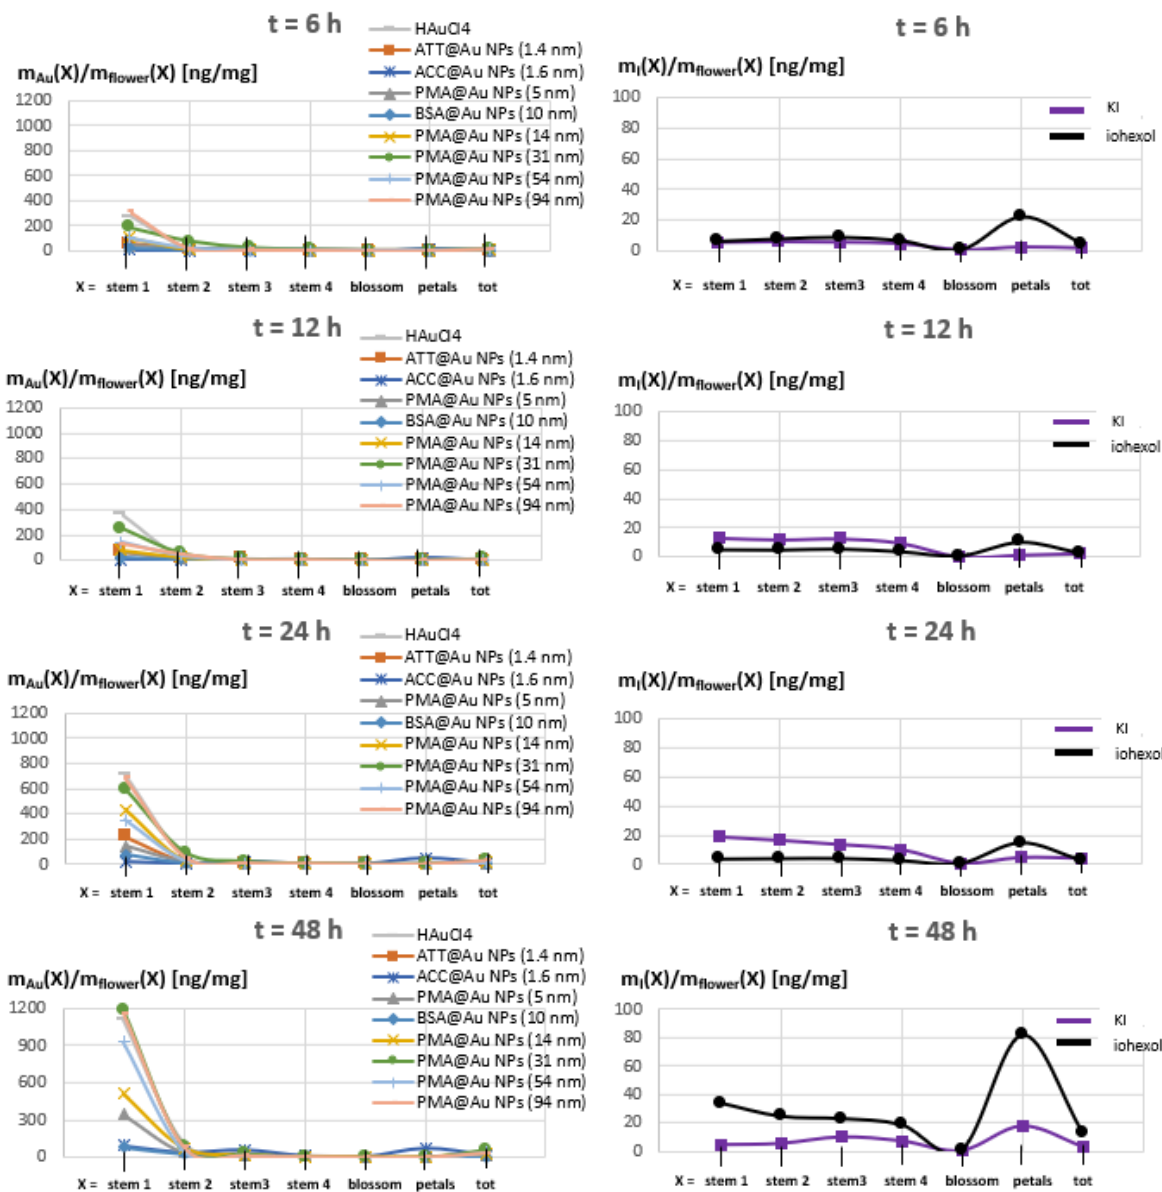 t = 6 h
HAuCl4
ATT@Au NPs (1.4 nm)
ACC@Au NPs (1.6 nm)
PMA@Au NPs (5 nm)
BSA@Au NPs (10 nm)
PMA@Au NPs (14 nm)
PMA@Au NPs (31 nm)
PMA@Au NPs (54 nm)
PMA@Au NPs (94 nm)
mAu(X)/mflower(X) [ng/mg]
1200
1000
800
600
400
200
0
X = stem 1 stem 2 stem 3 stem 4 blossom petals tot
t = 6 h
mI(X)/mflower(X) [ng/mg]
KI
iohexol
100
80
60
40
20
0
X = stem 1 stem 2 stem3 stem 4 blossom petals tot
t = 12 h
HAuCl4
ATT@Au NPs (1.4 nm)
ACC@Au NPs (1.6 nm)
PMA@Au NPs (5 nm)
BSA@Au NPs (10 nm)
PMA@Au NPs (14 nm)
PMA@Au NPs (31 nm)
PMA@Au NPs (54 nm)
PMA@Au NPs (94 nm)
mAu(X)/mflower(X) [ng/mg]
1200
1000
800
600
400
200
0
X = stem 1 stem 2 stem 3 stem 4 blossom petals tot
t = 12 h
mI(X)/mflower(X) [ng/mg]
KI
iohexol
100
80
60
40
20
0
X = stem 1 stem 2 stem 3 stem 4 blossom petals tot
t = 24 h
HAuCl4
ATT@Au NPs (1.4 nm)
ACC@Au NPs (1.6 nm)
PMA@Au NPs (5 nm)
BSA@Au NPs (10 nm)
PMA@Au NPs (14 nm)
PMA@Au NPs (31 nm)
PMA@Au NPs (54 nm)
PMA@Au NPs (94 nm)
mAu(X)/mflower(X) [ng/mg]
1200
1000
800
600
400
200
0
X = stem 1 stem 2 stem3 stem 4 blossom petals tot
t = 24 h
mI(X)/mflower(X) [ng/mg]
KI
iohexol
100
80
60
40
20
0
X = stem 1 stem 2 stem3 stem 4 blossom petals tot
t = 48 h
HAuCl4
ATT@Au NPs (1.4 nm)
ACC@Au NPs (1.6 nm)
PMA@Au NPs (5 nm)
BSA@Au NPs (10 nm)
PMA@Au NPs (14 nm)
PMA@Au NPs (31 nm)
PMA@Au NPs (54 nm)
PMA@Au NPs (94 nm)
mAu(X)/mflower(X) [ng/mg]
1200
900
600
300
0
X = stem 1 stem 2 stem3 stem 4 blossom petals tot
t = 48 h
mI(X)/mflower(X) [ng/mg]
KI
iohexol
100
80
60
40
20
0
X = stem 1 stem 2 stem 3 stem 4 blossom petals tot